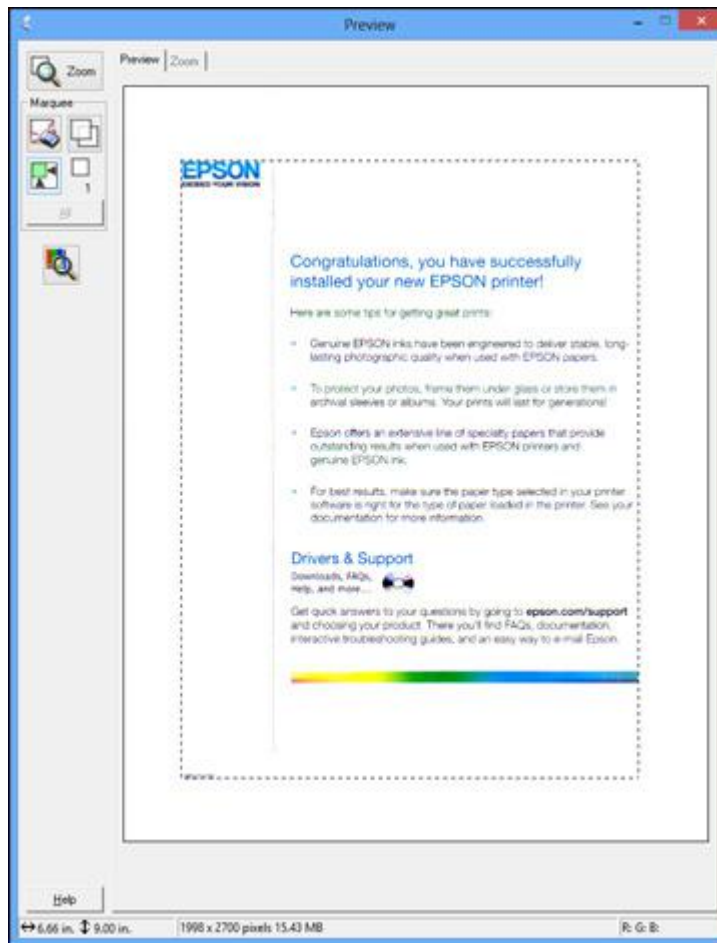 Preview
Zoom
Preview Zoom
Marquee
1
All
EPSON
EXCEED YOUR VISION
Congratulations, you have successfully
installed your new EPSON printer!
Here are some tips for getting great prints:
Genuine EPSON inks have been engineered to deliver stable, long-
lasting photographic quality when used with EPSON papers.
To protect your photos, frame them under glass or store them in
archival sleeves or albums. Your prints will last for generations!
Epson offers an extensive line of specialty papers that provide
outstanding results when used with EPSON printers and
genuine EPSON ink.
For best results, make sure the paper type selected in your printer
software is right for the type of paper loaded in the printer. See your
documentation for more information.
Drivers & Support
Downloads, FAQs,
Help, and more...
Get quick answers to your questions by going to epson.com/support
and choosing your product. There you'll find FAQs, documentation,
interactive troubleshooting guides, and an easy way to e-mail Epson.
Help
6.66 in. 9.00 in. 1998 x 2700 pixels 15.43 MB R: G: B: